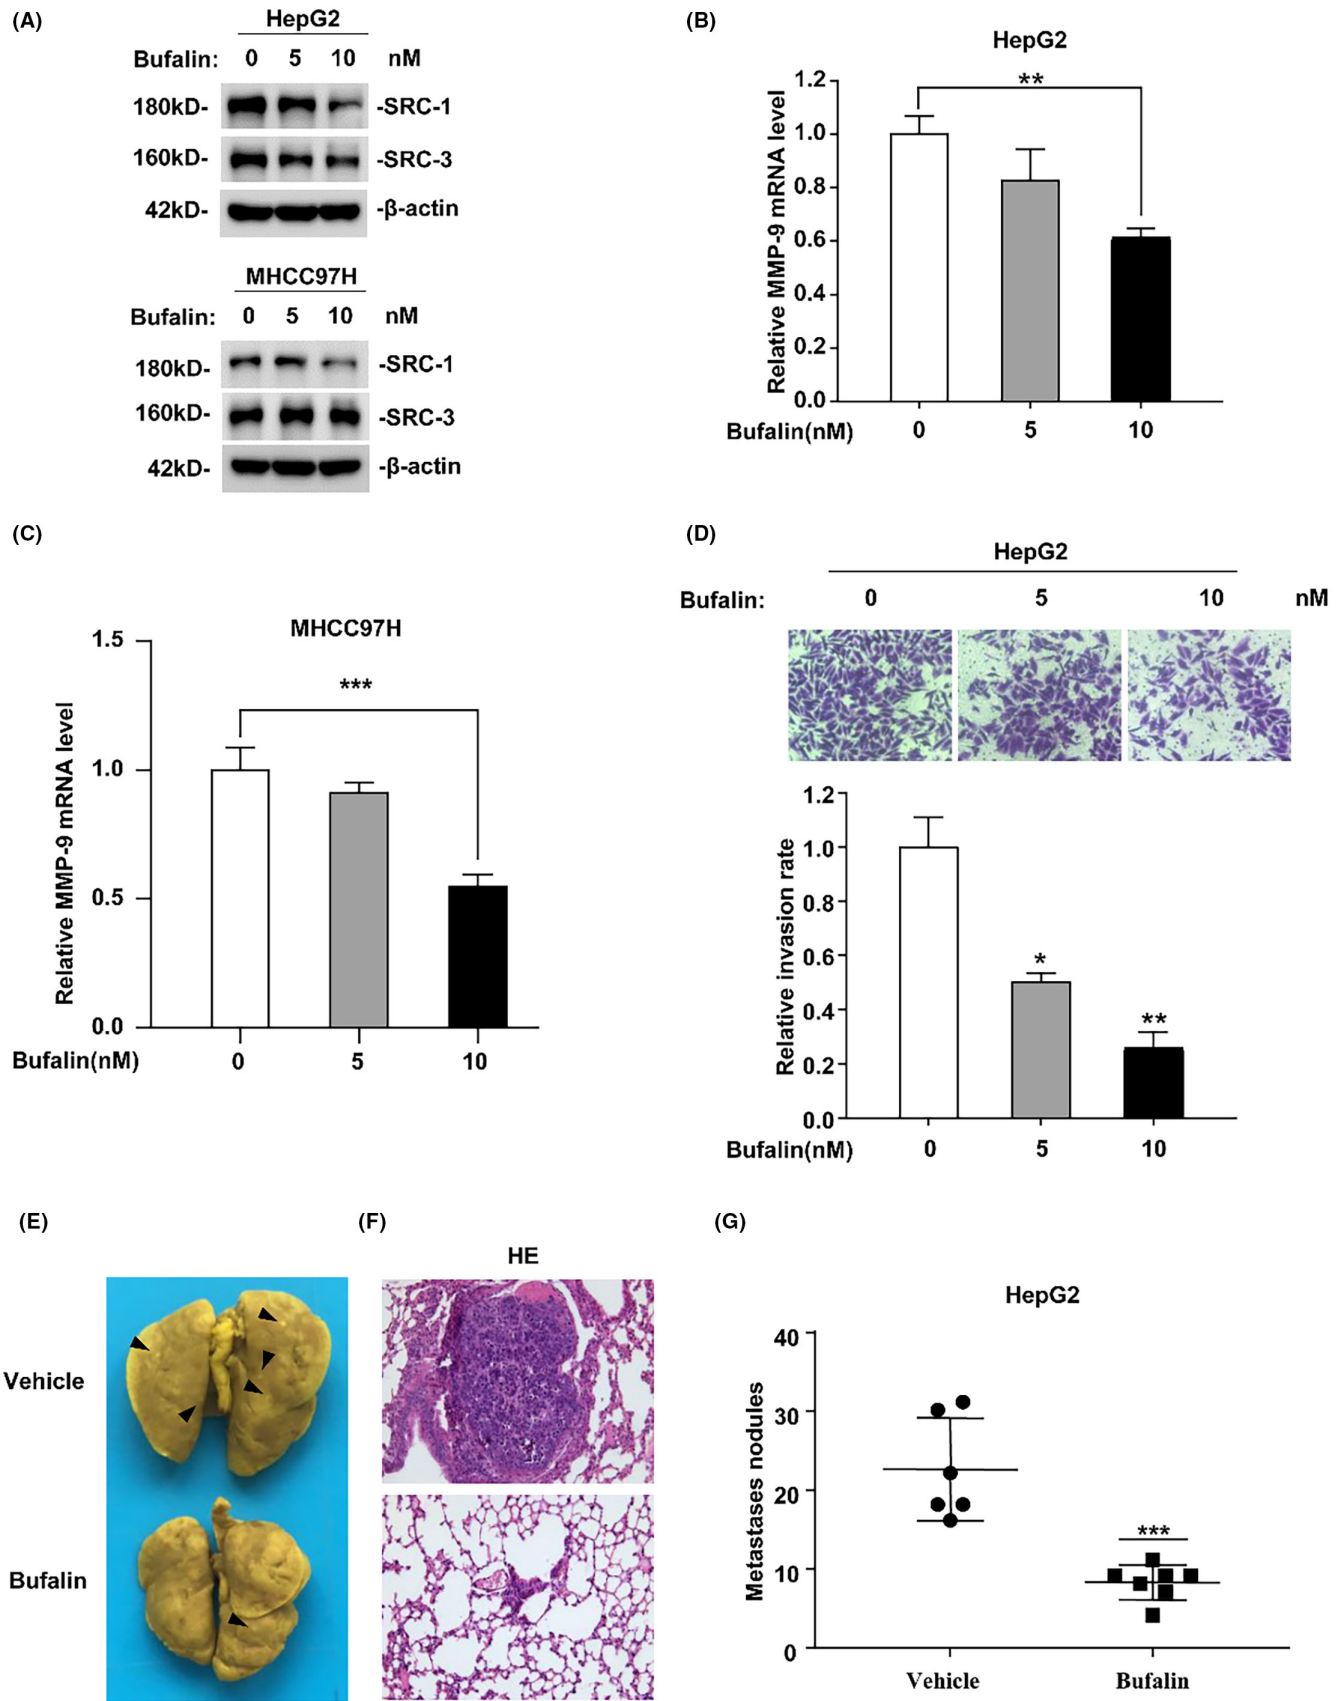 (A)
HepG2
Bufalin: 0 5 10 nM
180kD- -SRC-1
160kD- -SRC-3
42kD- -β-actin
MHCC97H
Bufalin: 0 5 10 nM
180kD- -SRC-1
160kD- -SRC-3
42kD- -β-actin
(B)
HepG2
**
Relative MMP-9 mRNA level
1.2
1.0
0.8
0.6
0.4
0.2
0.0
Bufalin(nM) 0 5 10
(C)
MHCC97H
***
Relative MMP-9 mRNA level
1.5
1.0
0.5
0.0
Bufalin(nM) 0 5 10
(D)
HepG2
Bufalin: 0 5 10 nM
Relative invasion rate
1.2
1.0
0.8
0.6
0.4
0.2
0.0
*
**
Bufalin(nM) 0 5 10
(E)
Vehicle
Bufalin
(F)
HE
(G)
HepG2
Metastases nodules
40
30
20
10
0
***
Vehicle Bufalin